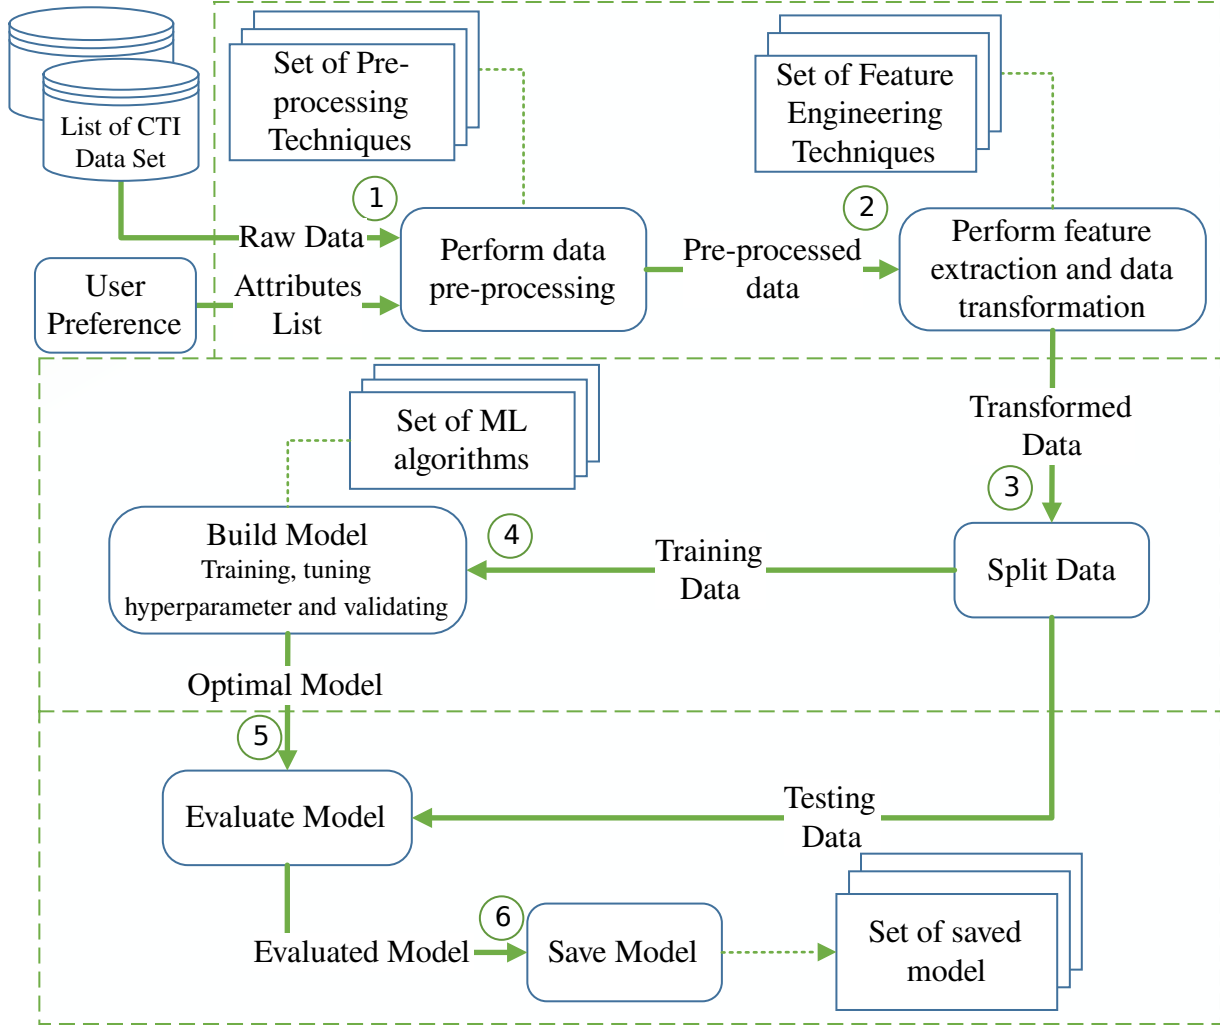 List of CTI
Data Set
Set of Pre-
processing
Techniques
Set of Feature
Engineering
Techniques
1
2
Raw Data
Perform data
pre-processing
Pre-processed
data
Perform feature
extraction and data
transformation
User
Preference
Attributes
List
Transformed
Data
Set of ML
algorithms
3
4
Build Model
Training, tuning
hyperparameter and validating
Training
Data
Split Data
Optimal Model
5
Evaluate Model
Testing
Data
6
Evaluated Model
Save Model
Set of saved
model